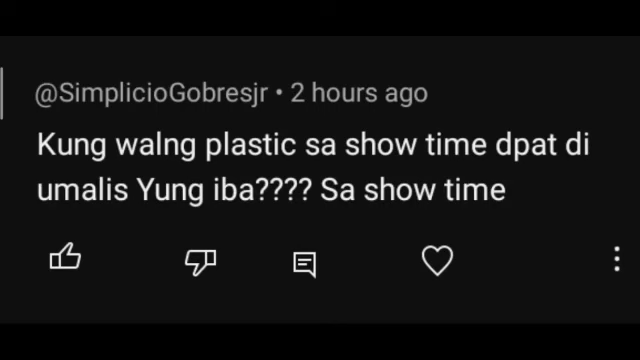 @SimplicioGobresjr • 2 hours ago
Kung walng plastic sa show time dpat di
umalis Yung iba???? Sa show time